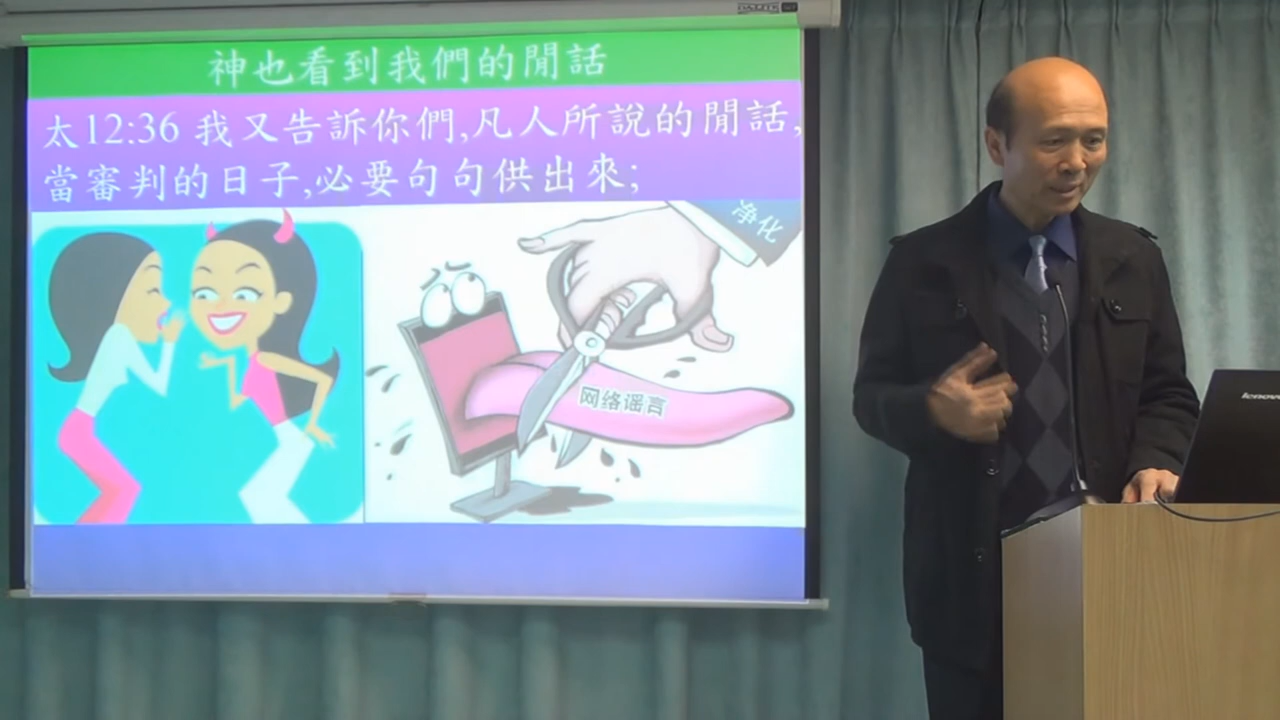 神也看到我們的閒話
太12:36 我又告訴你們,凡人所說的閒話,
當審判的日子,必要句句供出來;
净化
网络谣言
lenovo